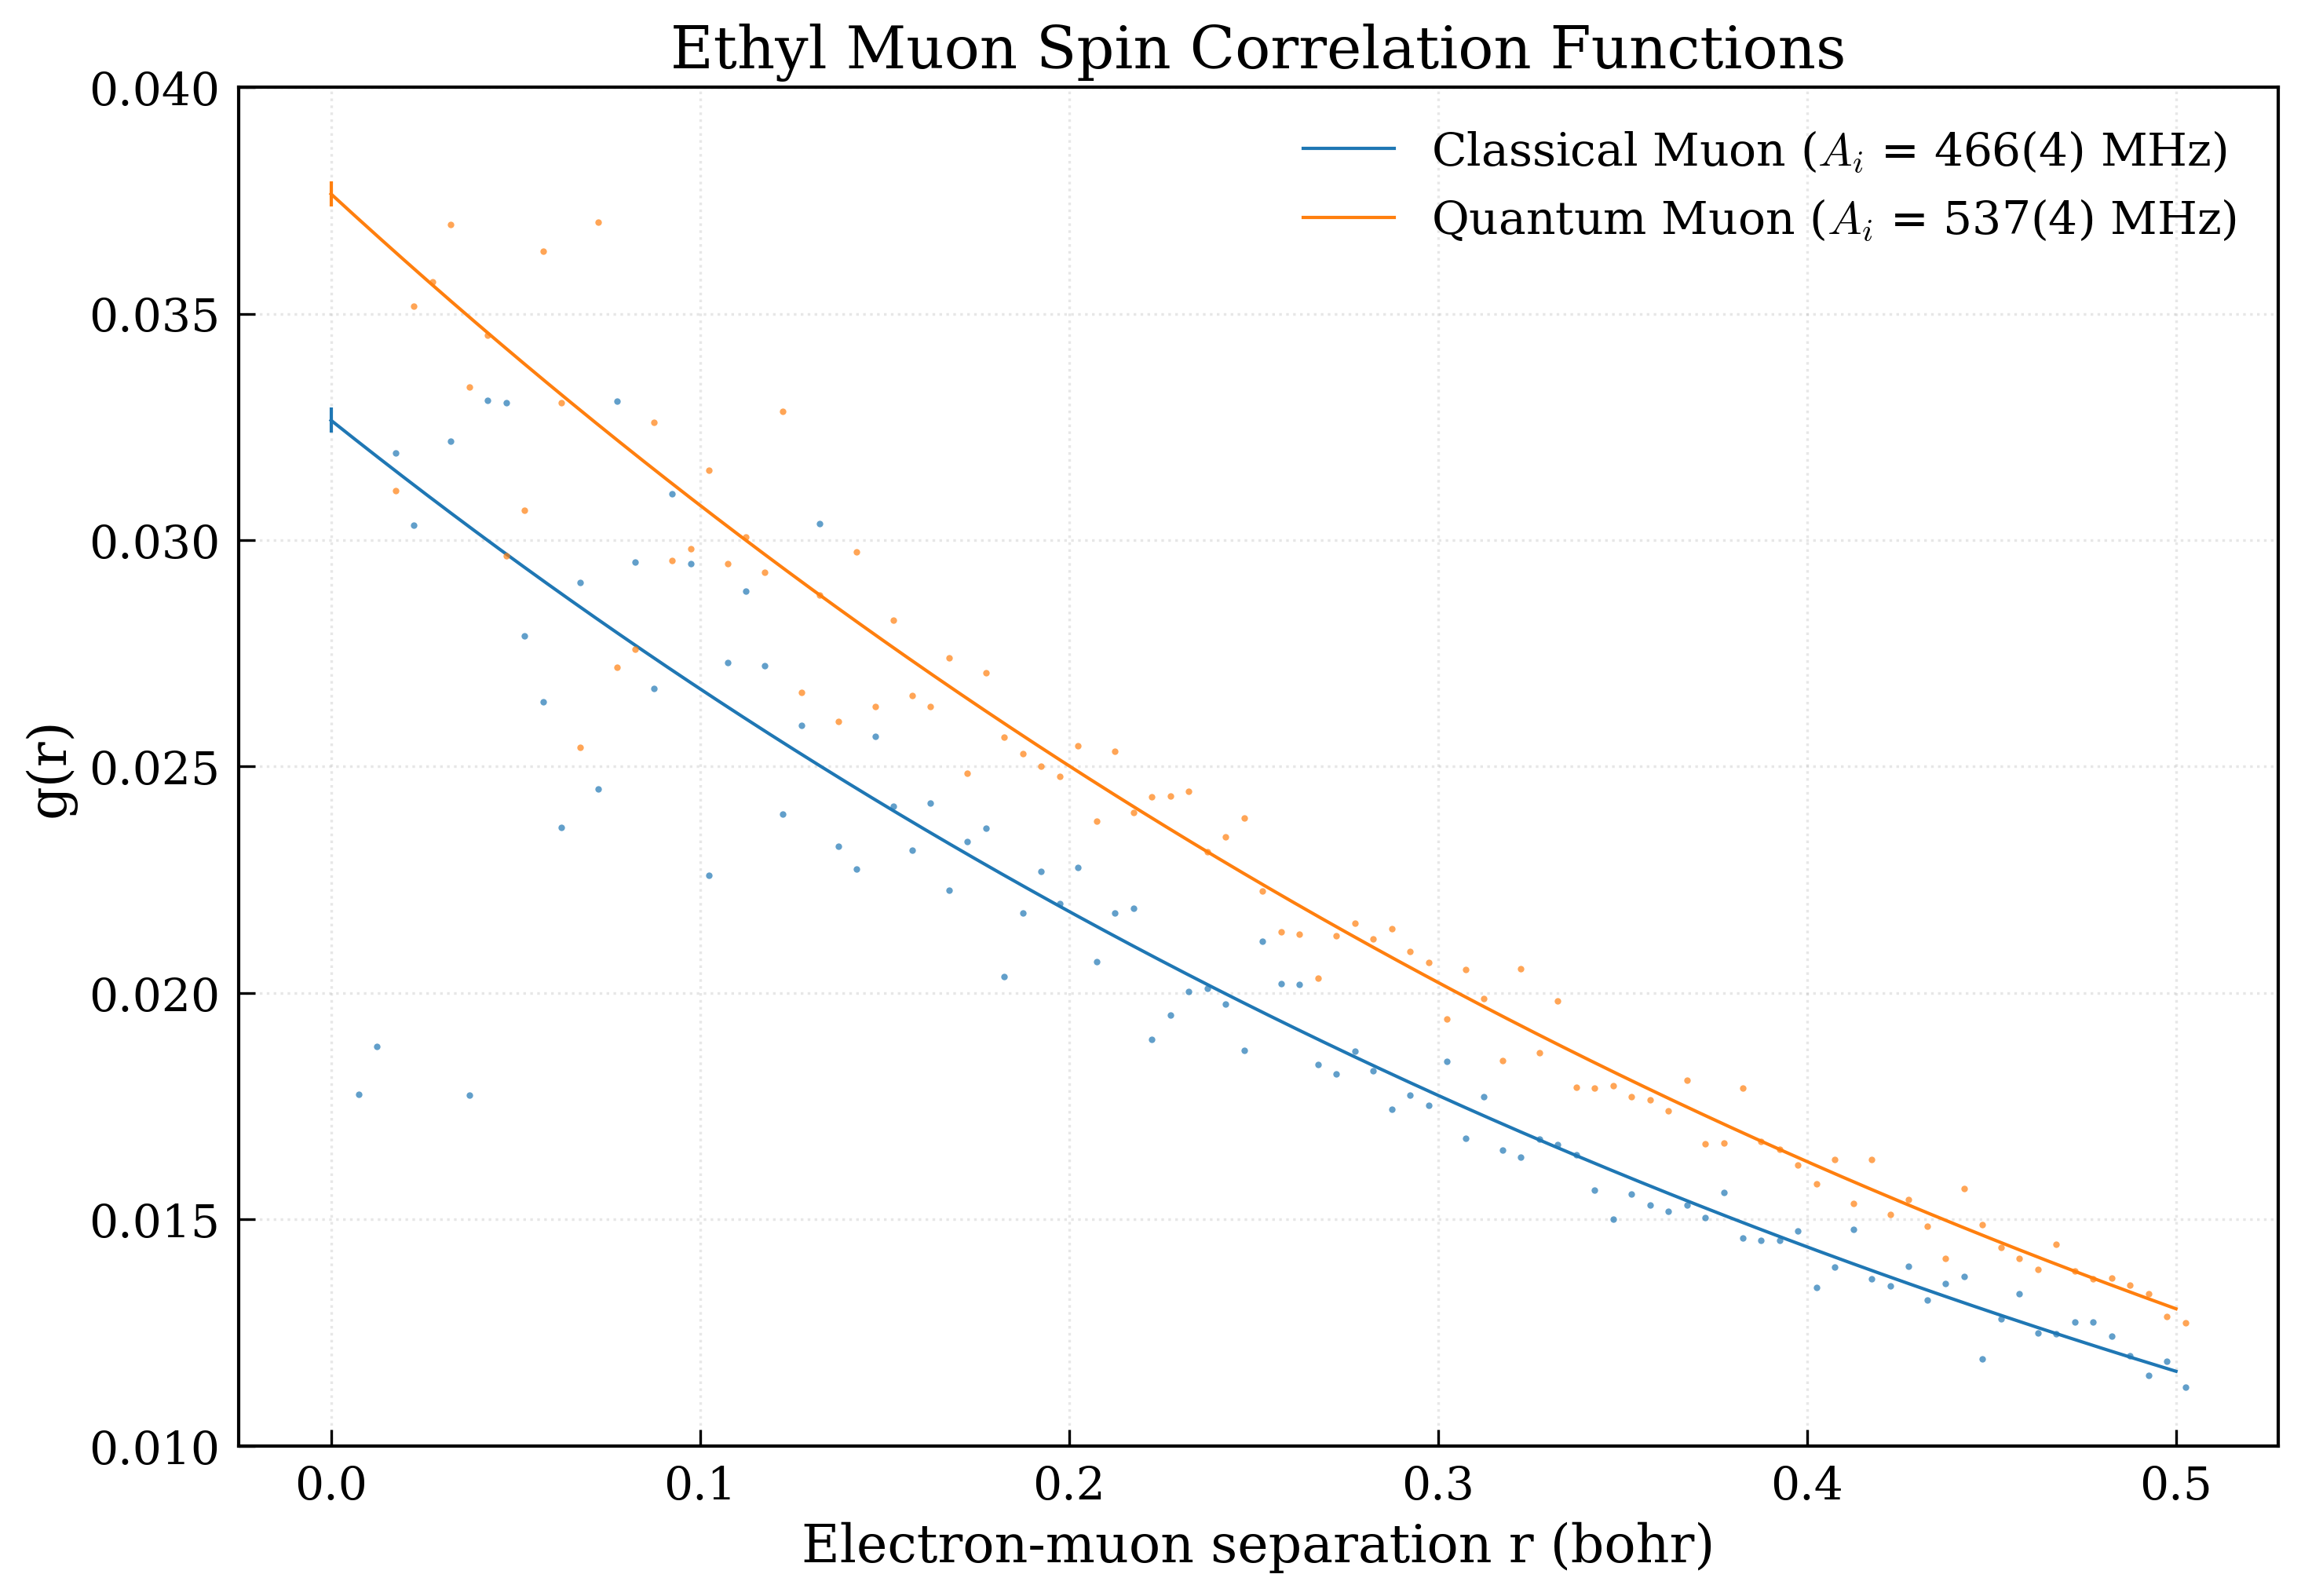 Ethyl Muon Spin Correlation Functions
Classical Muon (A_i = 466(4) MHz)
Quantum Muon (A_i = 537(4) MHz)
g(r)
0.040
0.035
0.030
0.025
0.020
0.015
0.010
0.0 0.1 0.2 0.3 0.4 0.5
Electron-muon separation r (bohr)